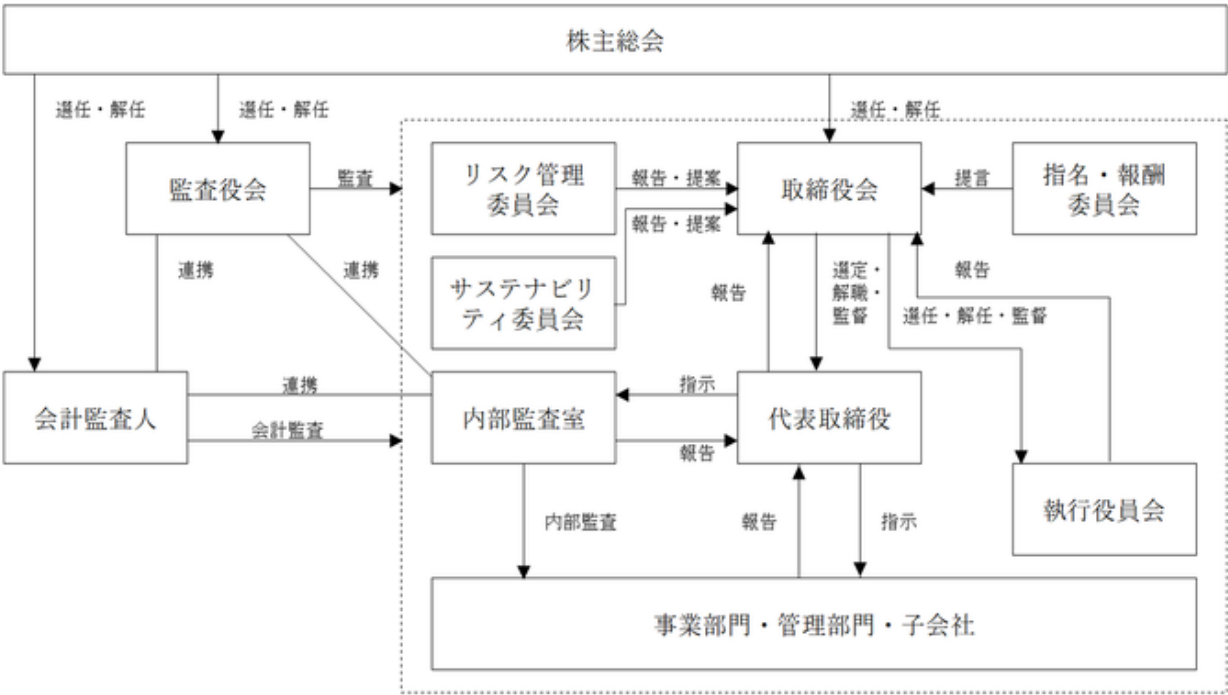 株主総会
選任・解任
選任・解任
選任・解任
監査役会
監査
リスク管理
委員会
報告・提案
取締役会
提言
指名・報酬
委員会
報告・提案
連携
連携
サステナビリ
ティ委員会
報告
選定・
解職・
監督
報告
選任・解任・監督
会計監査人
連携
会計監査
内部監査室
指示
報告
代表取締役
執行役員会
内部監査
報告
指示
事業部門・管理部門・子会社